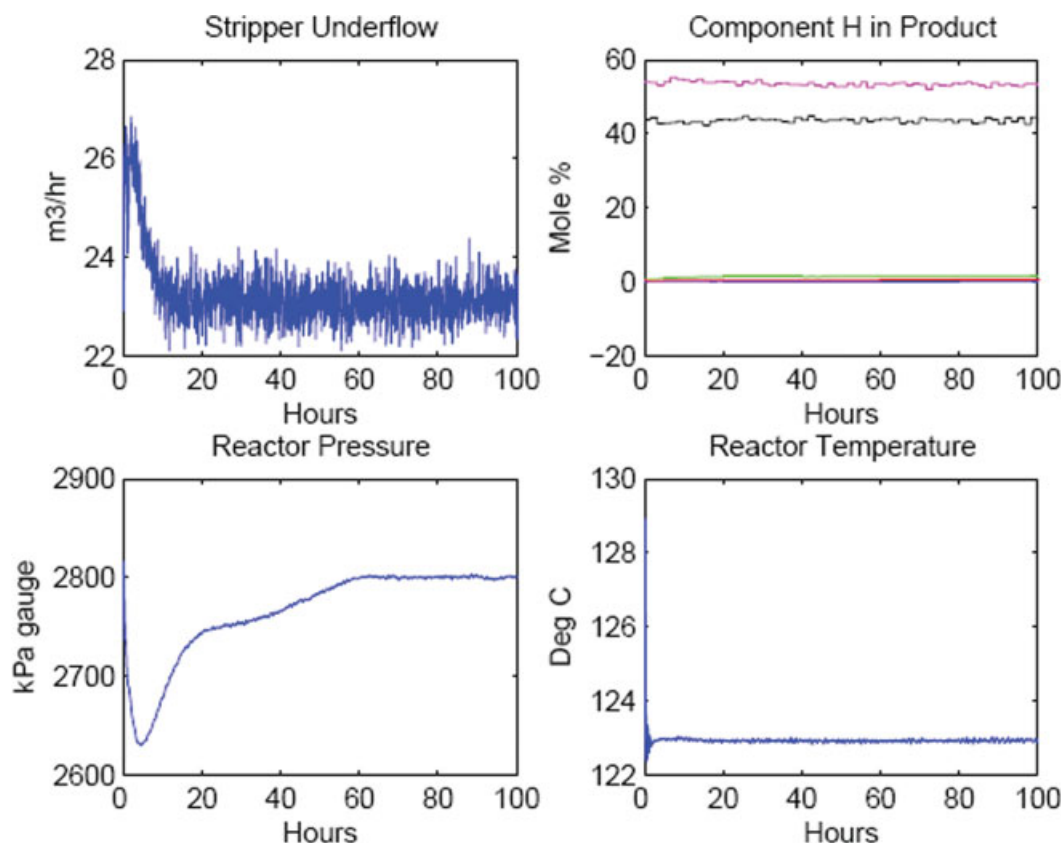 Stripper Underflow
28
26
24
22
m3/hr
0 20 40 60 80 100
Hours
Component H in Product
60
40
20
0
−20
Mole %
0 20 40 60 80 100
Hours
Reactor Pressure
2900
2800
2700
2600
kPa gauge
0 20 40 60 80 100
Hours
Reactor Temperature
130
128
126
124
122
Deg C
0 20 40 60 80 100
Hours